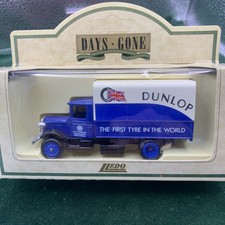 DAYS-GONE
DUNLOP
THE FIRST TYRE IN THE WORLD
LLEDO